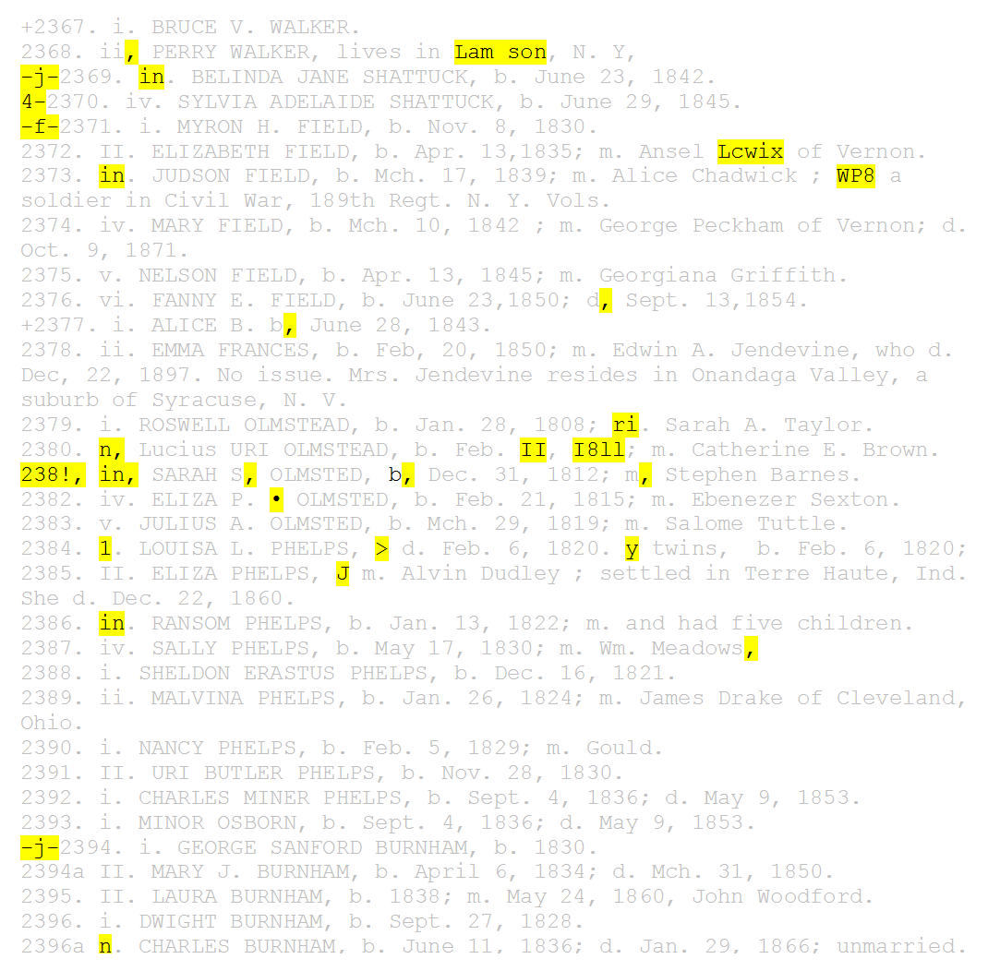 +2367. i. BRUCE V. WALKER.
2368. ii, PERRY WALKER, lives in Lam son, N. Y,
-j-2369. in. BELINDA JANE SHATTUCK, b. June 23, 1842.
4-2370. iv. SYLVIA ADELAIDE SHATTUCK, b. June 29, 1845.
-f-2371. i. MYRON H. FIELD, b. Nov. 8, 1830.
2372. II. ELIZABETH FIELD, b. Apr. 13,1835; m. Ansel Lcwix of Vernon.
2373. in. JUDSON FIELD, b. Mch. 17, 1839; m. Alice Chadwick ; WP8 a
soldier in Civil War, 189th Regt. N. Y. Vols.
2374. iv. MARY FIELD, b. Mch. 10, 1842 ; m. George Peckham of Vernon; d.
Oct. 9, 1871.
2375. v. NELSON FIELD, b. Apr. 13, 1845; m. Georgiana Griffith.
2376. vi. FANNY E. FIELD, b. June 23,1850; d, Sept. 13,1854.
+2377. i. ALICE B. b, June 28, 1843.
2378. ii. EMMA FRANCES, b. Feb, 20, 1850; m. Edwin A. Jendevine, who d.
Dec, 22, 1897. No issue. Mrs. Jendevine resides in Onandaga Valley, a
suburb of Syracuse, N. V.
2379. i. ROSWELL OLMSTEAD, b. Jan. 28, 1808; ri. Sarah A. Taylor.
2380. n, Lucius URI OLMSTEAD, b. Feb. II, I8ll; m. Catherine E. Brown.
238!, in, SARAH S, OLMSTED, b, Dec. 31, 1812; m, Stephen Barnes.
2382. iv. ELIZA P. • OLMSTED, b. Feb. 21, 1815; m. Ebenezer Sexton.
2383. v. JULIUS A. OLMSTED, b. Mch. 29, 1819; m. Salome Tuttle.
2384. 1. LOUISA L. PHELPS, > d. Feb. 6, 1820. y twins,  b. Feb. 6, 1820;
2385. II. ELIZA PHELPS, J m. Alvin Dudley ; settled in Terre Haute, Ind.
She d. Dec. 22, 1860.
2386. in. RANSOM PHELPS, b. Jan. 13, 1822; m. and had five children.
2387. iv. SALLY PHELPS, b. May 17, 1830; m. Wm. Meadows,
2388. i. SHELDON ERASTUS PHELPS, b. Dec. 16, 1821.
2389. ii. MALVINA PHELPS, b. Jan. 26, 1824; m. James Drake of Cleveland,
Ohio.
2390. i. NANCY PHELPS, b. Feb. 5, 1829; m. Gould.
2391. II. URI BUTLER PHELPS, b. Nov. 28, 1830.
2392. i. CHARLES MINER PHELPS, b. Sept. 4, 1836; d. May 9, 1853.
2393. i. MINOR OSBORN, b. Sept. 4, 1836; d. May 9, 1853.
-j-2394. i. GEORGE SANFORD BURNHAM, b. 1830.
2394a II. MARY J. BURNHAM, b. April 6, 1834; d. Mch. 31, 1850.
2395. II. LAURA BURNHAM, b. 1838; m. May 24, 1860, John Woodford.
2396. i. DWIGHT BURNHAM, b. Sept. 27, 1828.
2396a n. CHARLES BURNHAM, b. June 11, 1836; d. Jan. 29, 1866; unmarried.